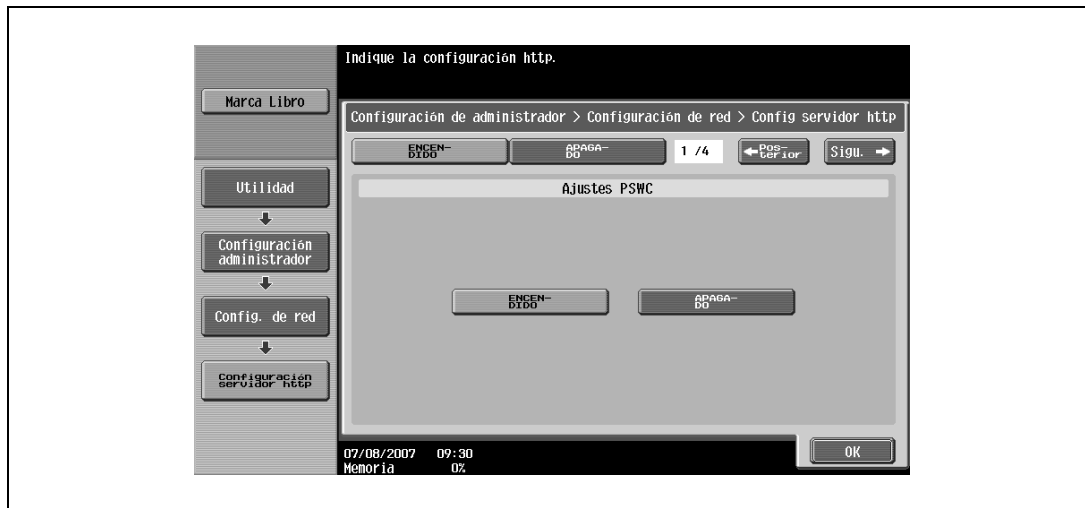 Indique la configuración http.
Marca Libro
Configuración de administrador > Configuración de red > Config servidor http
ENCEN-
DIDO
APAGA-
DO
1 /4
←Pos-
terior
Sigu. →
Utilidad
Ajustes PSWC
Configuración
administrador
ENCEN-
DIDO
APAGA-
DO
Config. de red
Configuración
servidor http
OK
07/08/2007 09:30
Memoria 0%